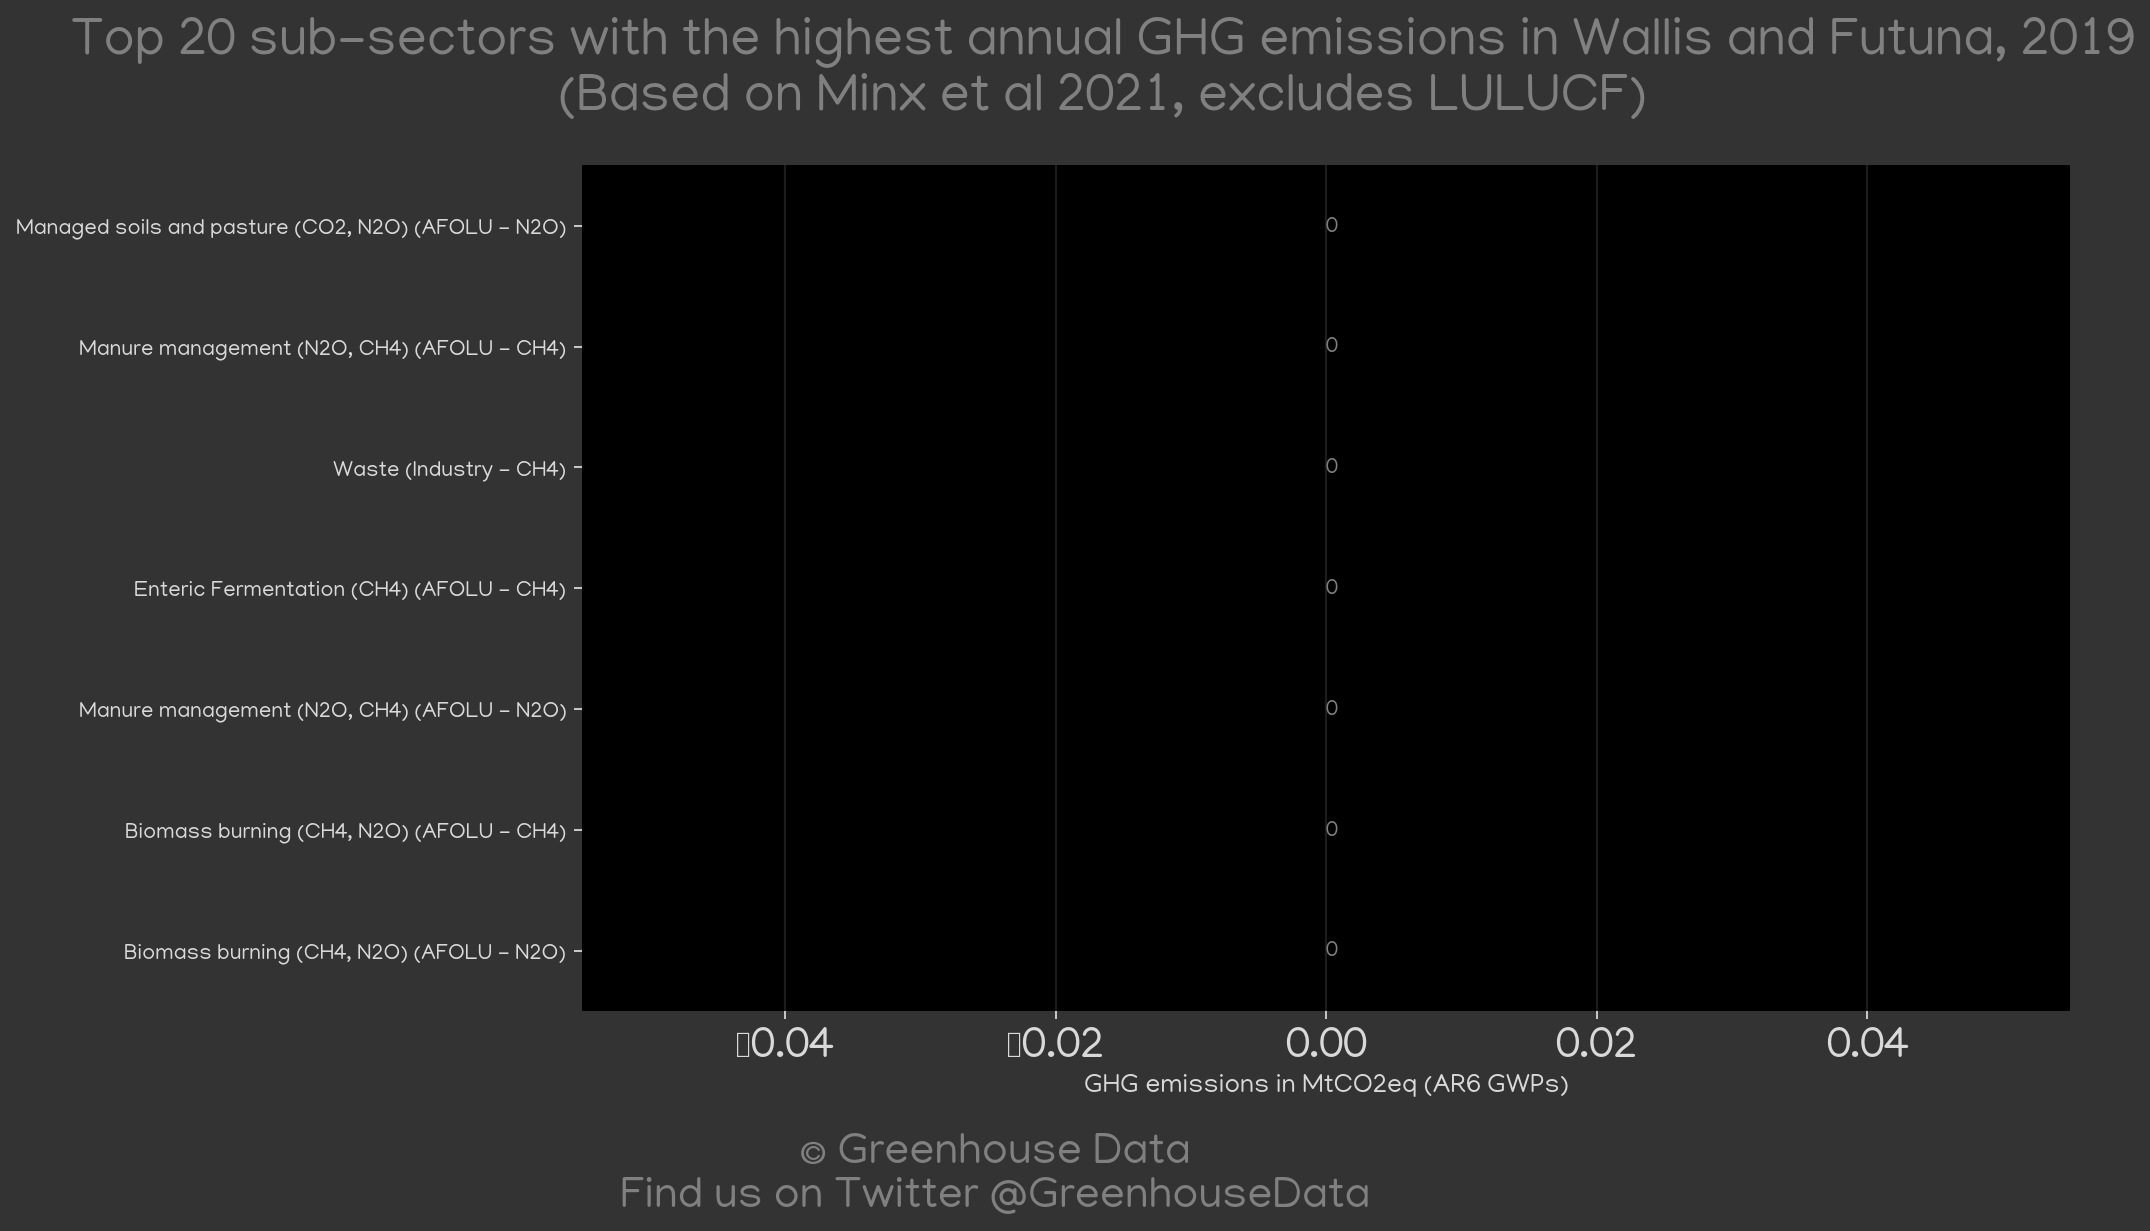 Top 20 sub-sectors with the highest annual GHG emissions in Wallis and Futuna, 2019
(Based on Minx et al 2021, excludes LULUCF)
Managed soils and pasture (CO2, N2O) (AFOLU - N2O)
0
Manure management (N2O, CH4) (AFOLU - CH4)
0
Waste (Industry - CH4)
0
Enteric Fermentation (CH4) (AFOLU - CH4)
0
Manure management (N2O, CH4) (AFOLU - N2O)
0
Biomass burning (CH4, N2O) (AFOLU - CH4)
0
Biomass burning (CH4, N2O) (AFOLU - N2O)
0
▯0.04 ▯0.02 0.00 0.02 0.04
GHG emissions in MtCO2eq (AR6 GWPs)
© Greenhouse Data
Find us on Twitter @GreenhouseData